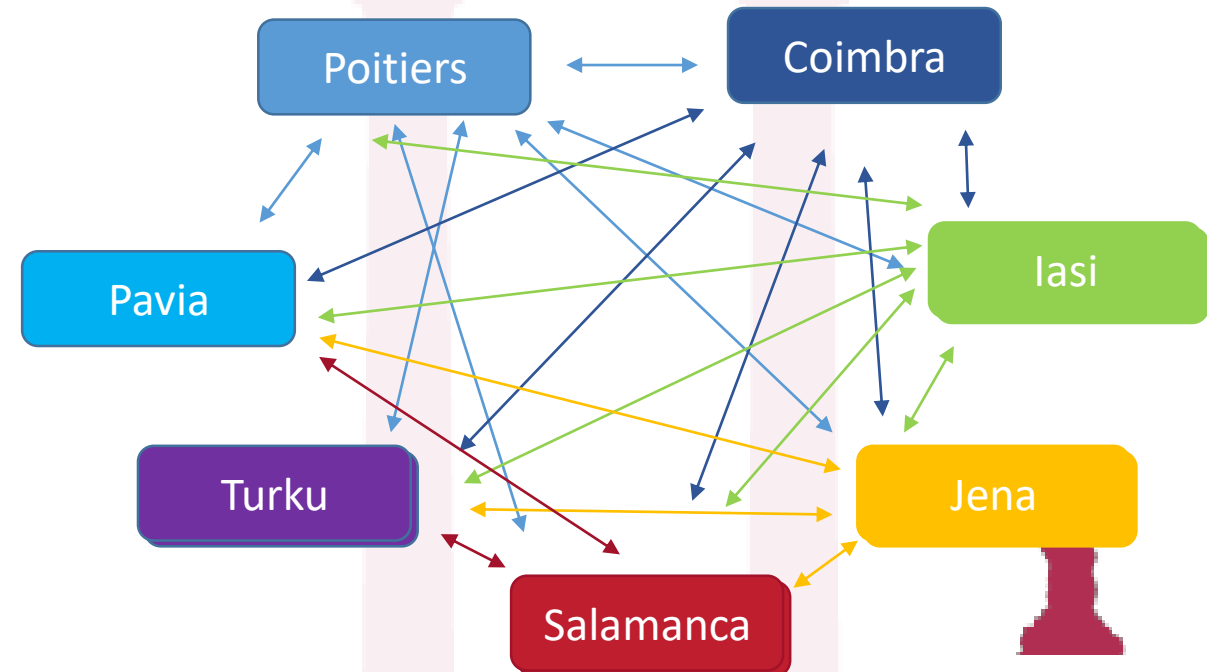 Poitiers
Coimbra
Iasi
Pavia
Turku
Jena
Salamanca